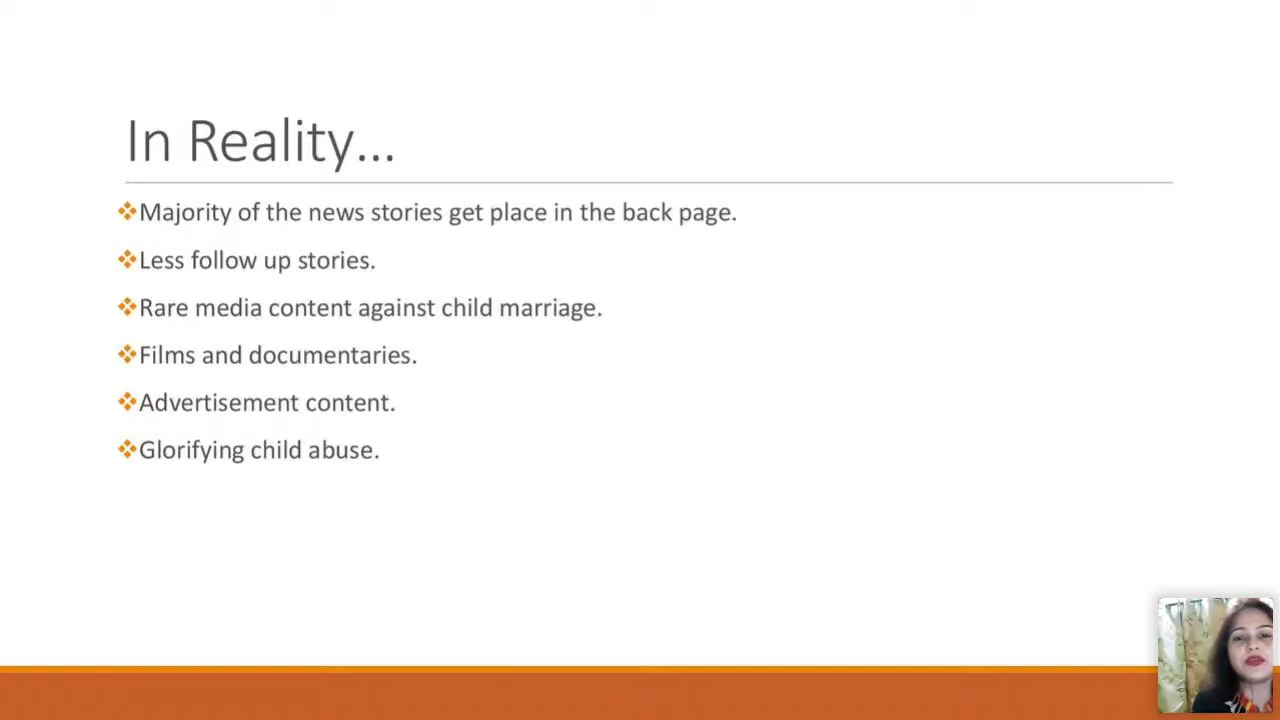 In Reality...
Majority of the news stories get place in the back page.
Less follow up stories.
Rare media content against child marriage.
Films and documentaries.
Advertisement content.
Glorifying child abuse.